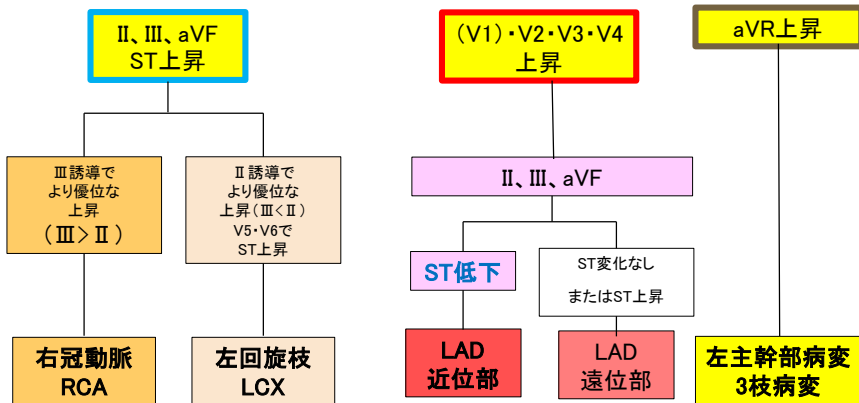 II、III、aVF
ST上昇
(V1)・V2・V3・V4
上昇
aVR上昇
Ⅲ誘導で
より優位な
上昇
(Ⅲ>Ⅱ)
Ⅱ誘導で
より優位な
上昇(Ⅲ<Ⅱ)
V5・V6で
ST上昇
Ⅱ、Ⅲ、aVF
ST低下
ST変化なし
またはST上昇
右冠動脈
RCA
左回旋枝
LCX
LAD
近位部
LAD
遠位部
左主幹部病変
3枝病変